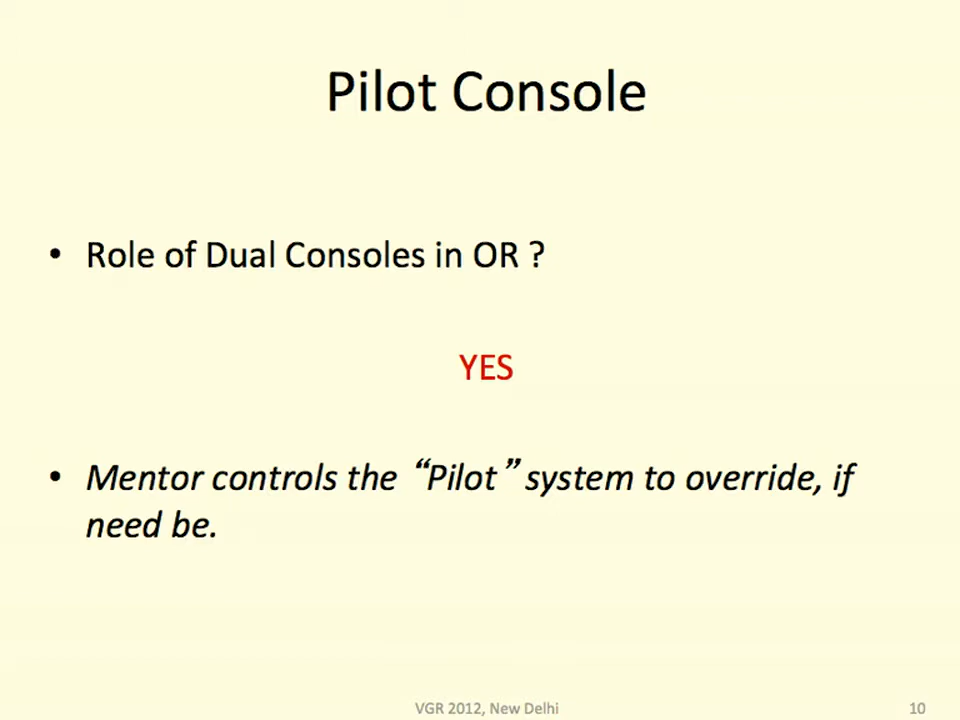 Pilot Console
• Role of Dual Consoles in OR ?
YES
• Mentor controls the “Pilot” system to override, if
need be.
VGR 2012, New Delhi
10